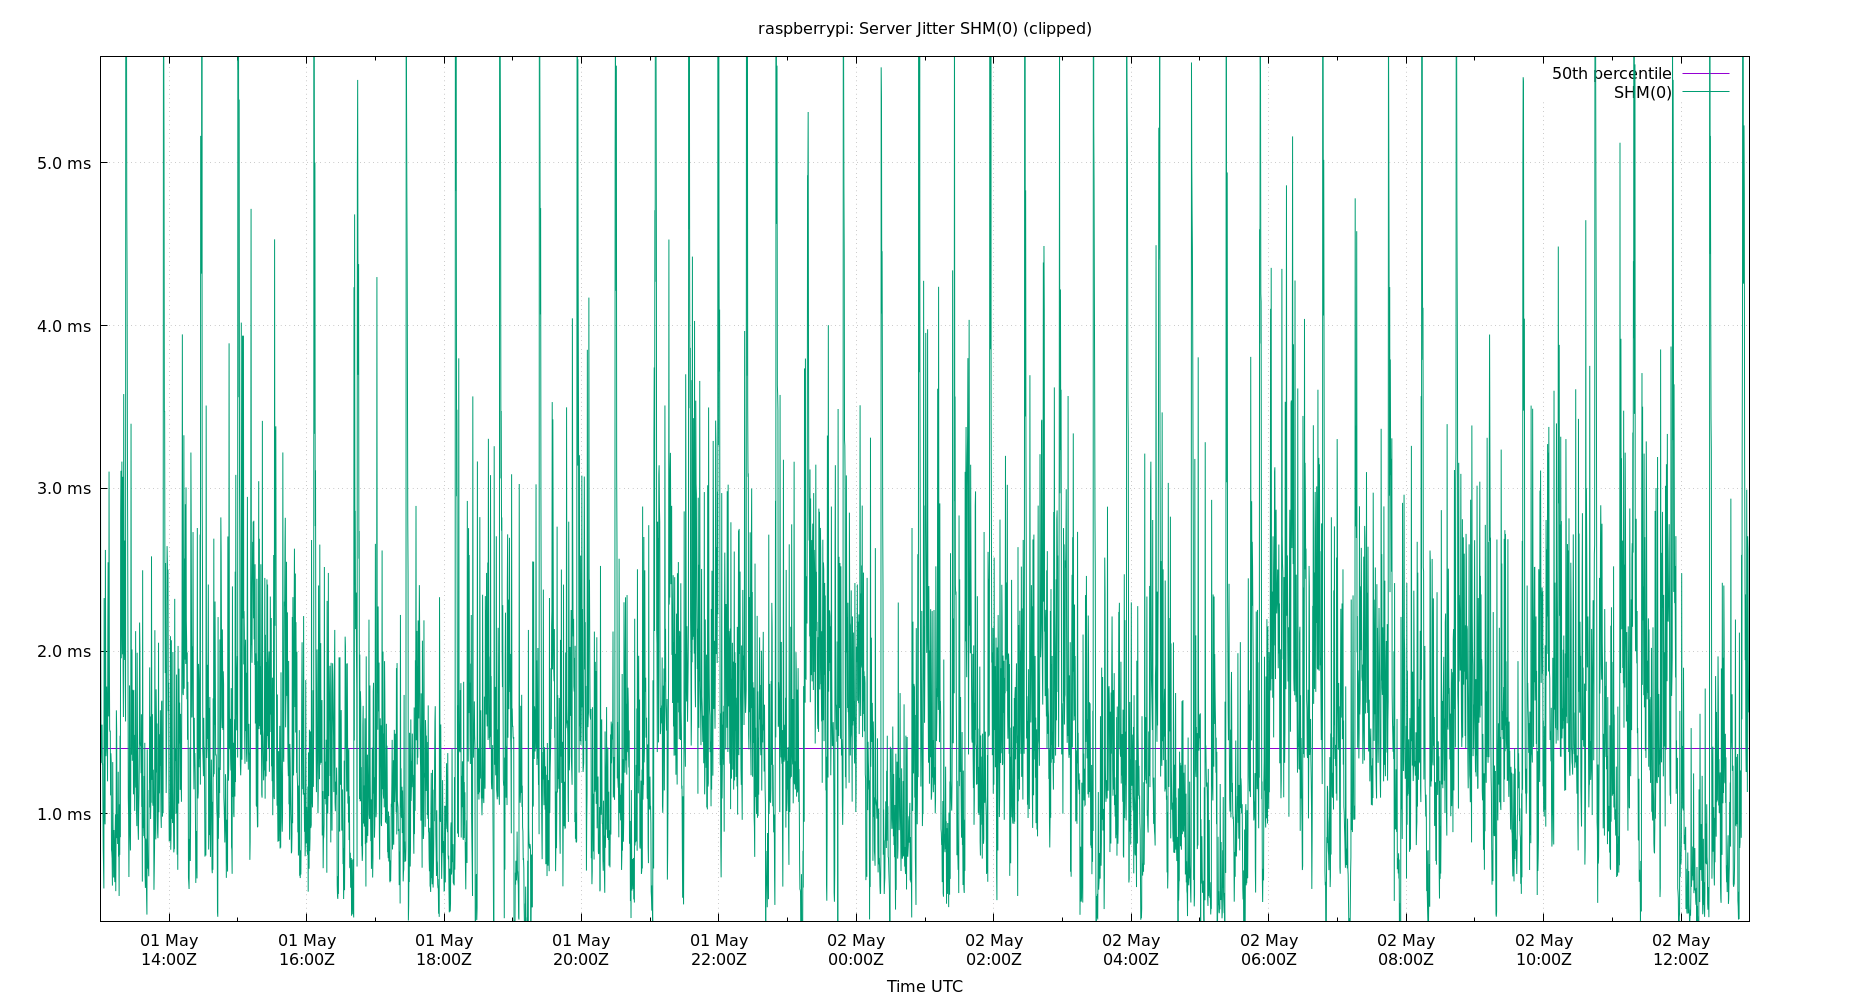 raspberrypi: Server Jitter SHM(0) (clipped)
50th percentile
SHM(0)
5.0 ms
4.0 ms
3.0 ms
2.0 ms
1.0 ms
01 May 01 May 01 May 01 May 01 May 02 May 02 May 02 May 02 May 02 May 02 May 02 May
14:00Z 16:00Z 18:00Z 20:00Z 22:00Z 00:00Z 02:00Z 04:00Z 06:00Z 08:00Z 10:00Z 12:00Z
Time UTC